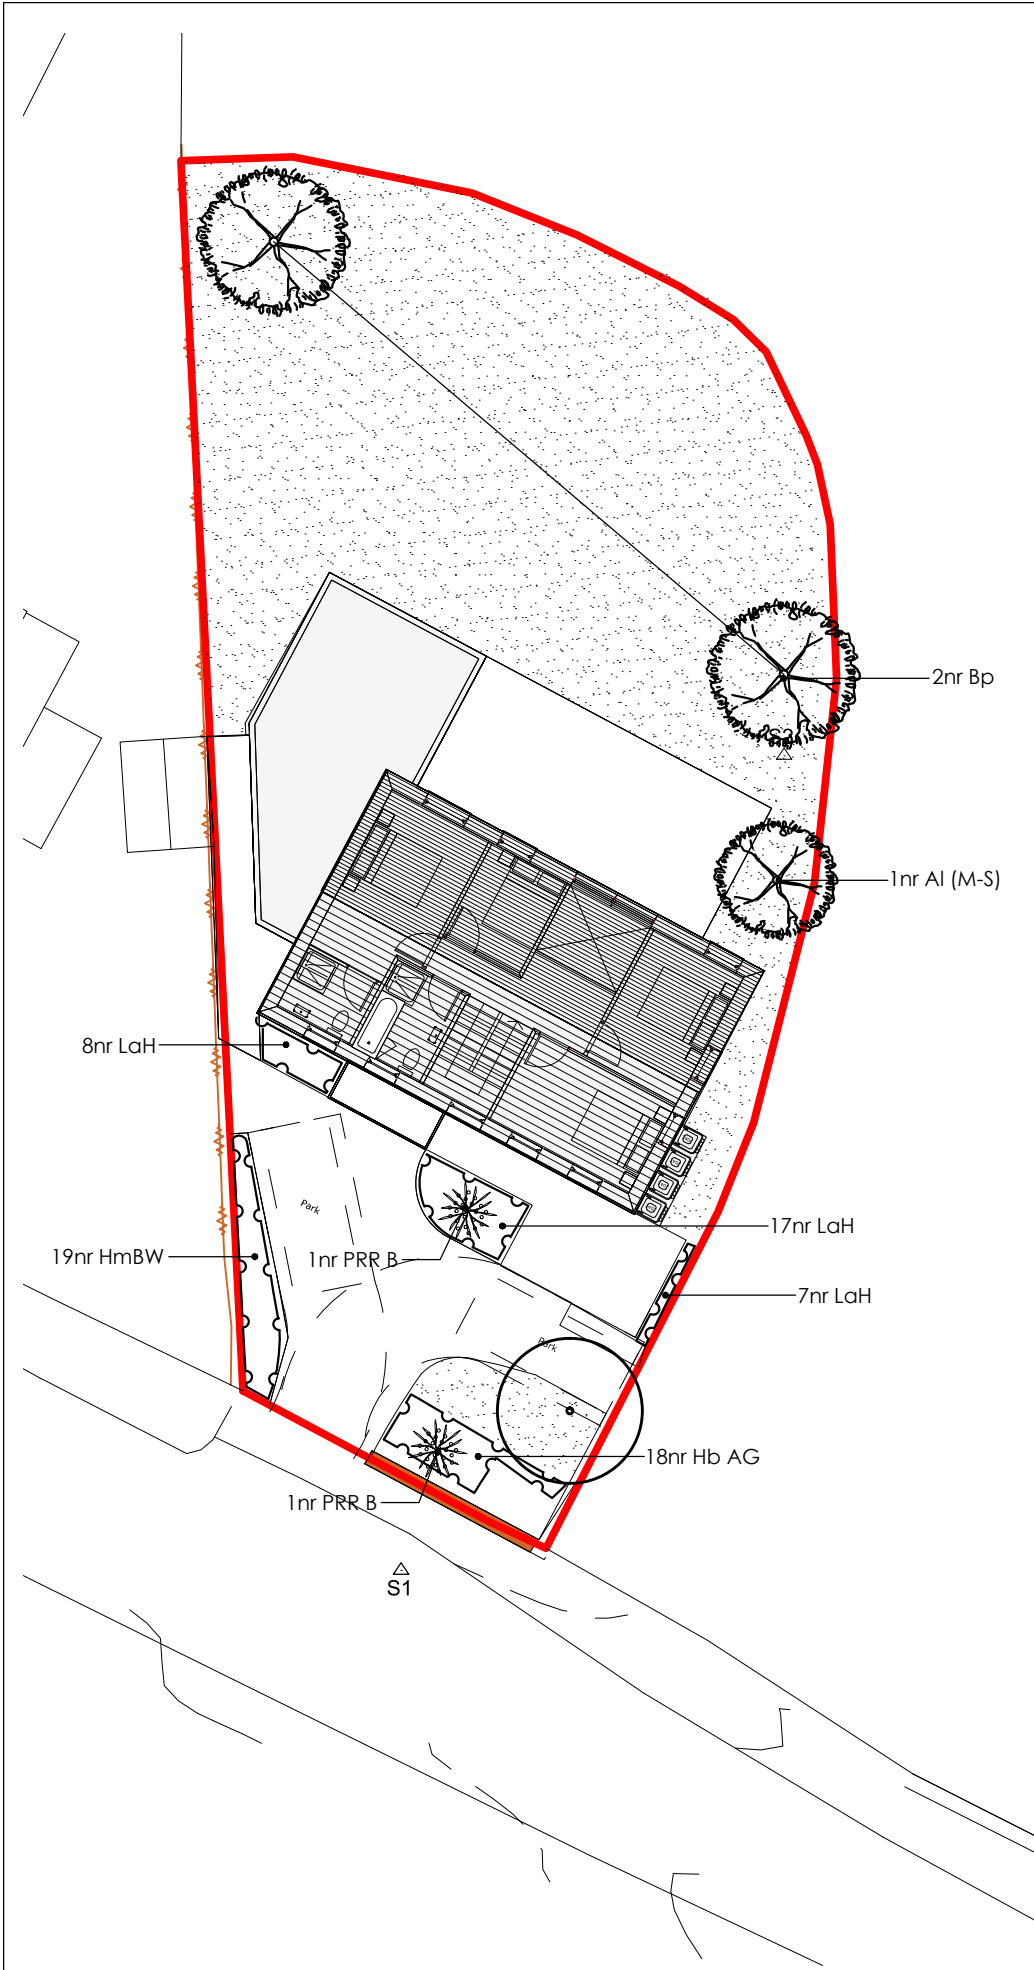 2nr Bp
S2
1nr Al (M-S)
8nr LaH
Park
17nr LaH
19nr HmBW
1nr PRR B
7nr LaH
Park
18nr Hb AG
1nr PRR B
S1